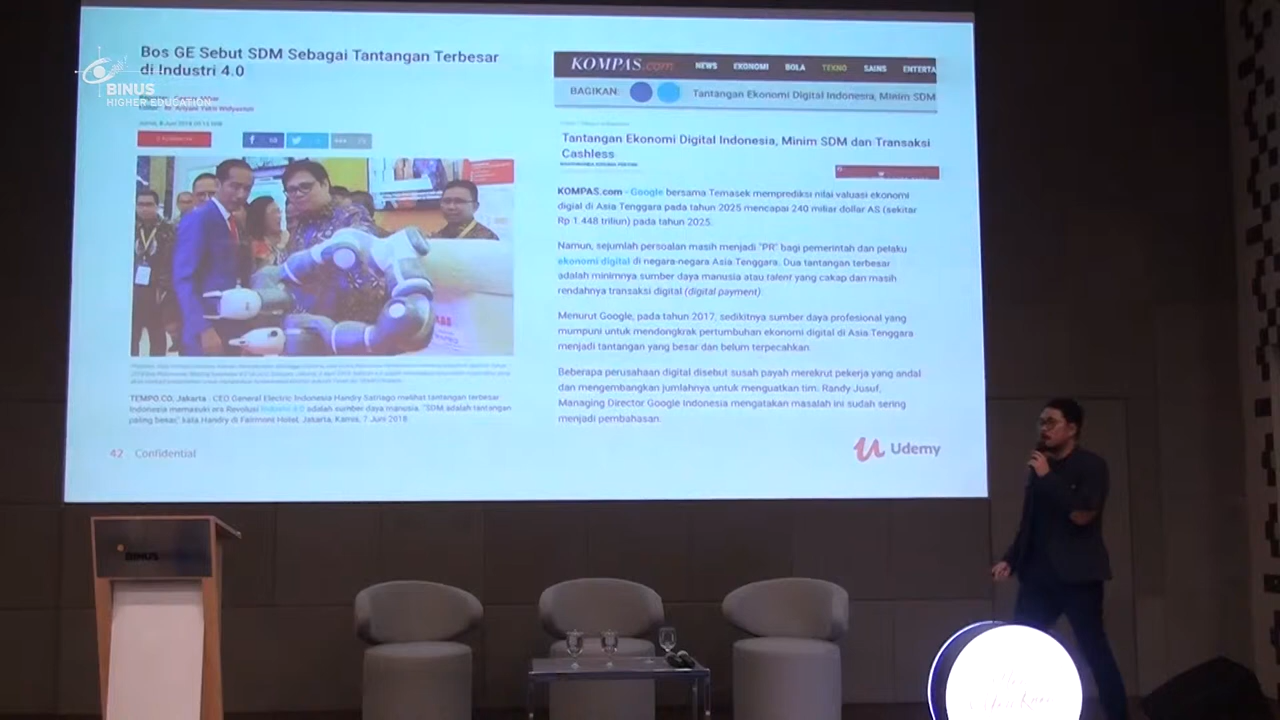 Bos GE Sebut SDM Sebagai Tantangan Terbesar
di Industri 4.0
BINUS
HIGHER EDUCATION
KOMPAS.com NEWS EKONOMI BOLA TEKNO SAINS ENTERTA
BAGIKAN: Tantangan Ekonomi Digital Indonesia, Minim SDM
Tantangan Ekonomi Digital Indonesia, Minim SDM dan Transaksi
Cashless
KOMPAS.com - Google bersama Temasek memprediksi nilai valuasi ekonomi
digial di Asia Tenggara pada tahun 2025 mencapai 240 miliar dollar AS (sekitar
Rp 1.448 triliun) pada tahun 2025.
Namun, sejumlah persoalan masih menjadi "PR" bagi pemerintah dan pelaku
ekonomi digital di negara-negara Asia Tenggara. Dua tantangan terbesar
adalah minimnya sumber daya manusia atau talent yang cakap dan masih
rendahnya transaksi digital (digital payment).
Menurut Google, pada tahun 2017, sedikitnya sumber daya profesional yang
mumpuni untuk mendongkrak pertumbuhan ekonomi digital di Asia Tenggara
menjadi tantangan yang besar dan belum terpecahkan.
Beberapa perusahaan digital disebut susah payah merekrut pekerja yang andal
dan mengembangkan jumlahnya untuk menguatkan tim. Randy Jusuf,
Managing Director Google Indonesia mengatakan masalah ini sudah sering
menjadi pembahasan.
TEMPO.CO, Jakarta - CEO General Electric Indonesia Handry Satriago melihat tantangan terbesar
Indonesia memasuki era Revolusi Industri 4.0 adalah sumber daya manusia. "SDM adalah tantangan
paling besar," kata Handry di Fairmont Hotel, Jakarta, Kamis, 7 Juni 2018.
42 Confidential
Udemy
BINUS